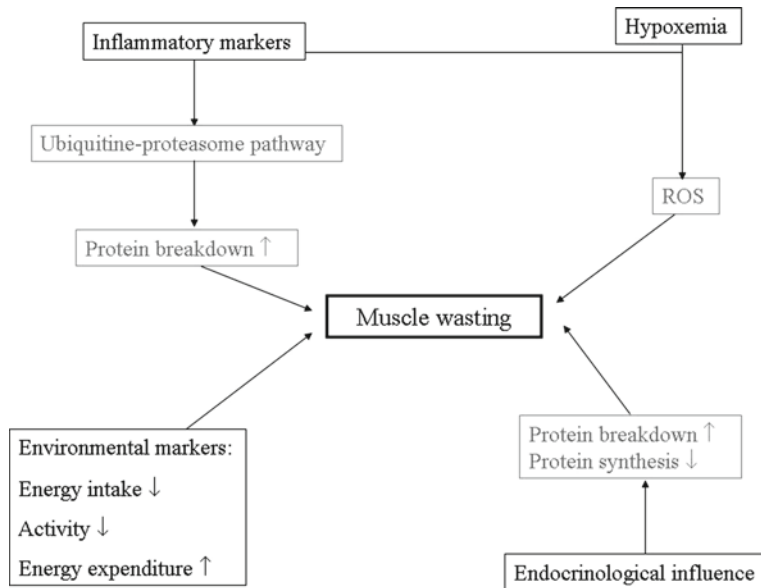 Inflammatory markers
Hypoxemia
Ubiquitine-proteasome pathway
ROS
Protein breakdown ↑
Muscle wasting
Environmental markers:
Energy intake ↓
Activity ↓
Energy expenditure ↑
Protein breakdown ↑
Protein synthesis ↓
Endocrinological influence